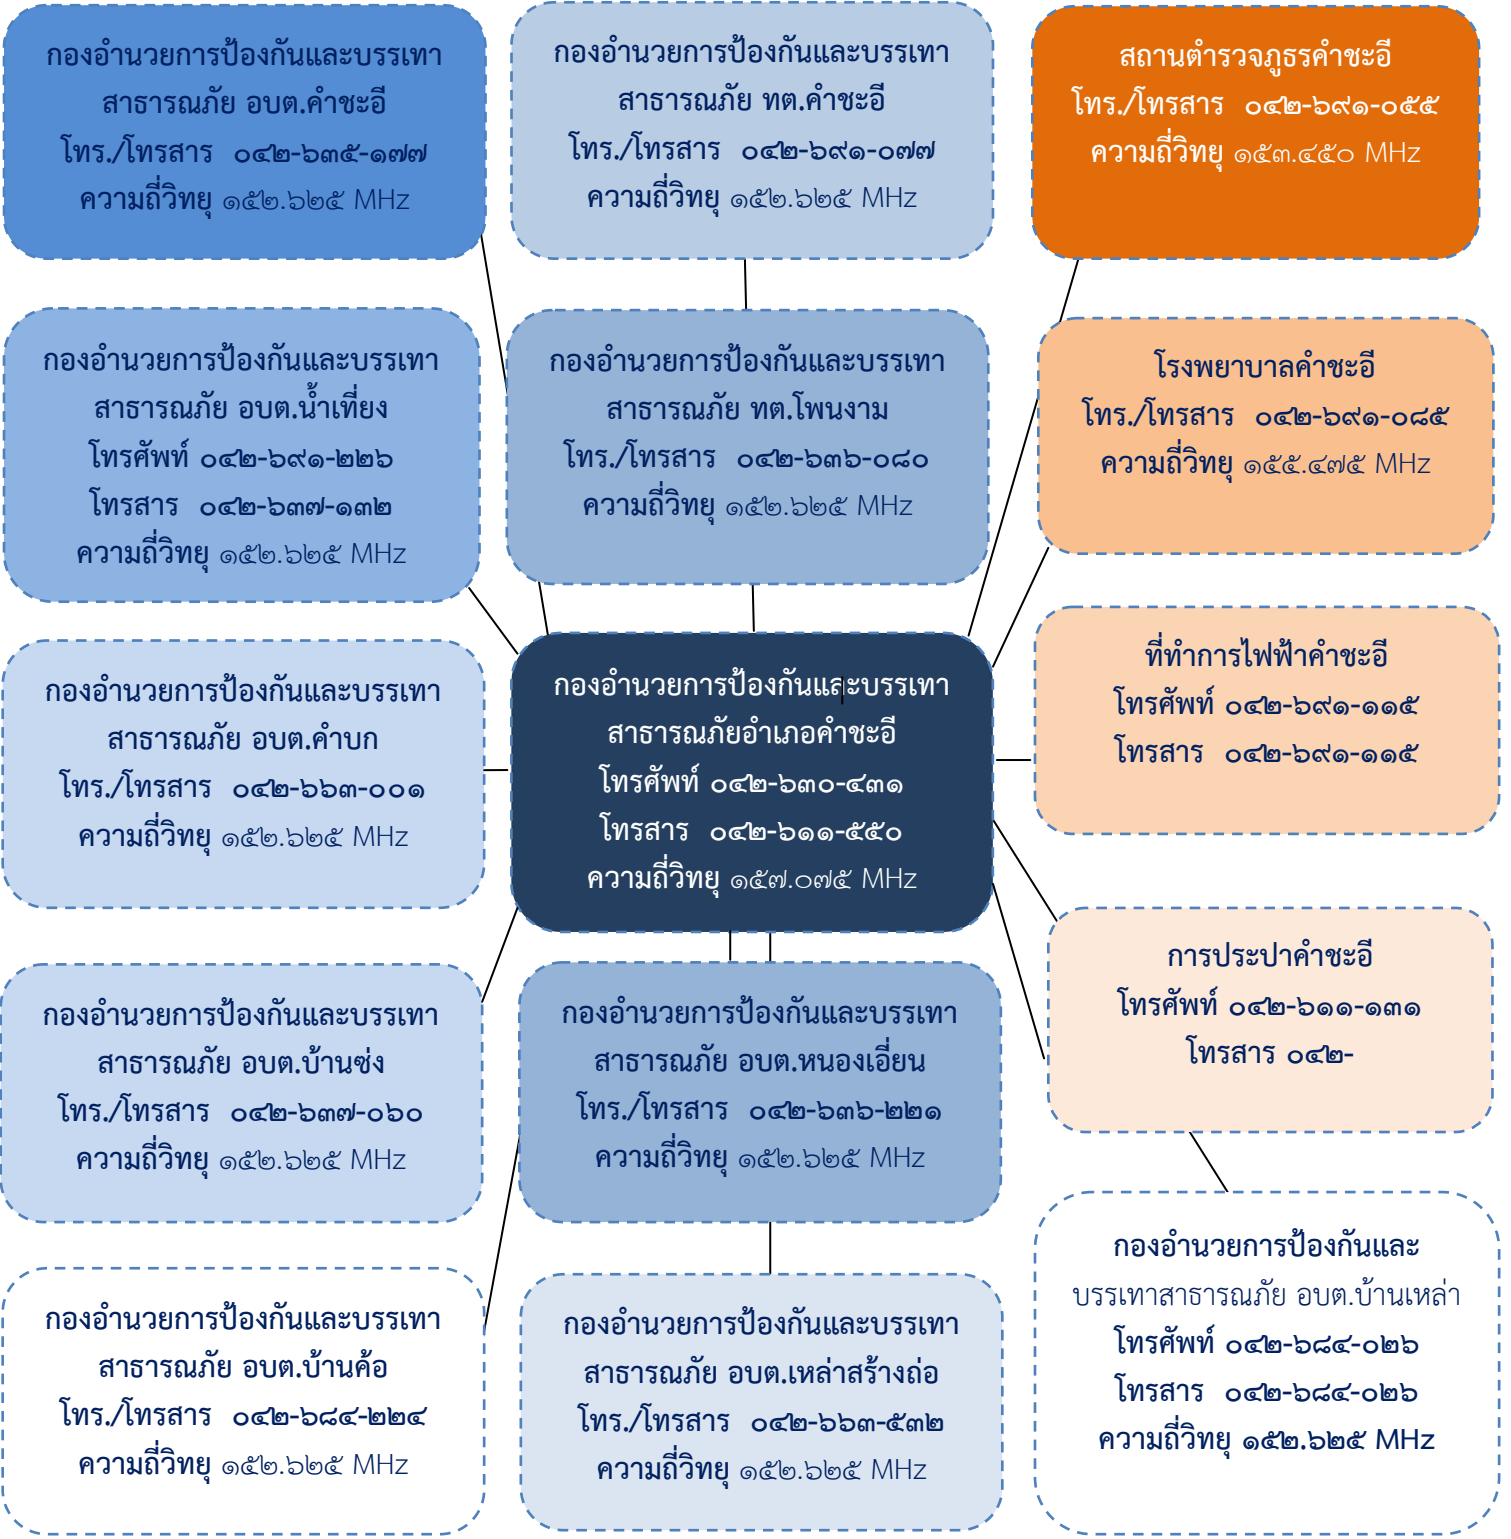 กองอำนวยการป้องกันและบรรเทา
สาธารณภัย อบต.คำชะอี
โทร./โทรสาร ๐๔๒-๖๓๕-๑๗๗
ความถี่วิทยุ ๑๕๒.๖๒๕ MHz
กองอำนวยการป้องกันและบรรเทา
สาธารณภัย ทต.คำชะอี
โทร./โทรสาร ๐๔๒-๖๙๑-๐๗๗
ความถี่วิทยุ ๑๕๒.๖๒๕ MHz
สถานตำรวจภูธรคำชะอี
โทร./โทรสาร ๐๔๒-๖๙๑-๐๕๕
ความถี่วิทยุ ๑๕๓.๔๕๐ MHz
กองอำนวยการป้องกันและบรรเทา
สาธารณภัย อบต.น้ำเที่ยง
โทรศัพท์ ๐๔๒-๖๙๑-๒๒๖
โทรสาร ๐๔๒-๖๓๗-๑๓๒
ความถี่วิทยุ ๑๕๒.๖๒๕ MHz
กองอำนวยการป้องกันและบรรเทา
สาธารณภัย ทต.โพนงาม
โทร./โทรสาร ๐๔๒-๖๓๖-๐๘๐
ความถี่วิทยุ ๑๕๒.๖๒๕ MHz
โรงพยาบาลคำชะอี
โทร./โทรสาร ๐๔๒-๖๙๑-๐๘๕
ความถี่วิทยุ ๑๕๕.๔๗๕ MHz
กองอำนวยการป้องกันและบรรเทา
สาธารณภัย อบต.คำบก
โทร./โทรสาร ๐๔๒-๖๖๓-๐๐๑
ความถี่วิทยุ ๑๕๒.๖๒๕ MHz
กองอำนวยการป้องกันและบรรเทา
สาธารณภัยอำเภอคำชะอี
โทรศัพท์ ๐๔๒-๖๓๐-๔๓๑
โทรสาร ๐๔๒-๖๑๑-๕๕๐
ความถี่วิทยุ ๑๕๗.๐๗๕ MHz
ที่ทำการไฟฟ้าคำชะอี
โทรศัพท์ ๐๔๒-๖๙๑-๑๑๕
โทรสาร ๐๔๒-๖๙๑-๑๑๕
การประปาคำชะอี
โทรศัพท์ ๐๔๒-๖๑๑-๑๓๑
โทรสาร ๐๔๒-
กองอำนวยการป้องกันและบรรเทา
สาธารณภัย อบต.บ้านซ่ง
โทร./โทรสาร ๐๔๒-๖๓๗-๐๖๐
ความถี่วิทยุ ๑๕๒.๖๒๕ MHz
กองอำนวยการป้องกันและบรรเทา
สาธารณภัย อบต.หนองเอี่ยน
โทร./โทรสาร ๐๔๒-๖๓๖-๒๒๑
ความถี่วิทยุ ๑๕๒.๖๒๕ MHz
กองอำนวยการป้องกันและ
บรรเทาสาธารณภัย อบต.บ้านเหล่า
โทรศัพท์ ๐๔๒-๖๘๔-๐๒๖
โทรสาร ๐๔๒-๖๘๔-๐๒๖
ความถี่วิทยุ ๑๕๒.๖๒๕ MHz
กองอำนวยการป้องกันและบรรเทา
สาธารณภัย อบต.บ้านค้อ
โทร./โทรสาร ๐๔๒-๖๘๔-๒๒๔
ความถี่วิทยุ ๑๕๒.๖๒๕ MHz
กองอำนวยการป้องกันและบรรเทา
สาธารณภัย อบต.เหล่าสร้างถ่อ
โทร./โทรสาร ๐๔๒-๖๖๓-๕๓๒
ความถี่วิทยุ ๑๕๒.๖๒๕ MHz